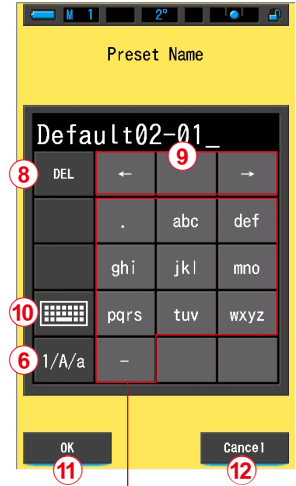 M 1 2°
Preset Name
Default02-01_
⑨
⑧ DEL ← →
. abc def
ghi jkl mno
⑩ pqrs tuv wxyz
⑥ 1/A/a -
OK Cancel
⑪ ⑫